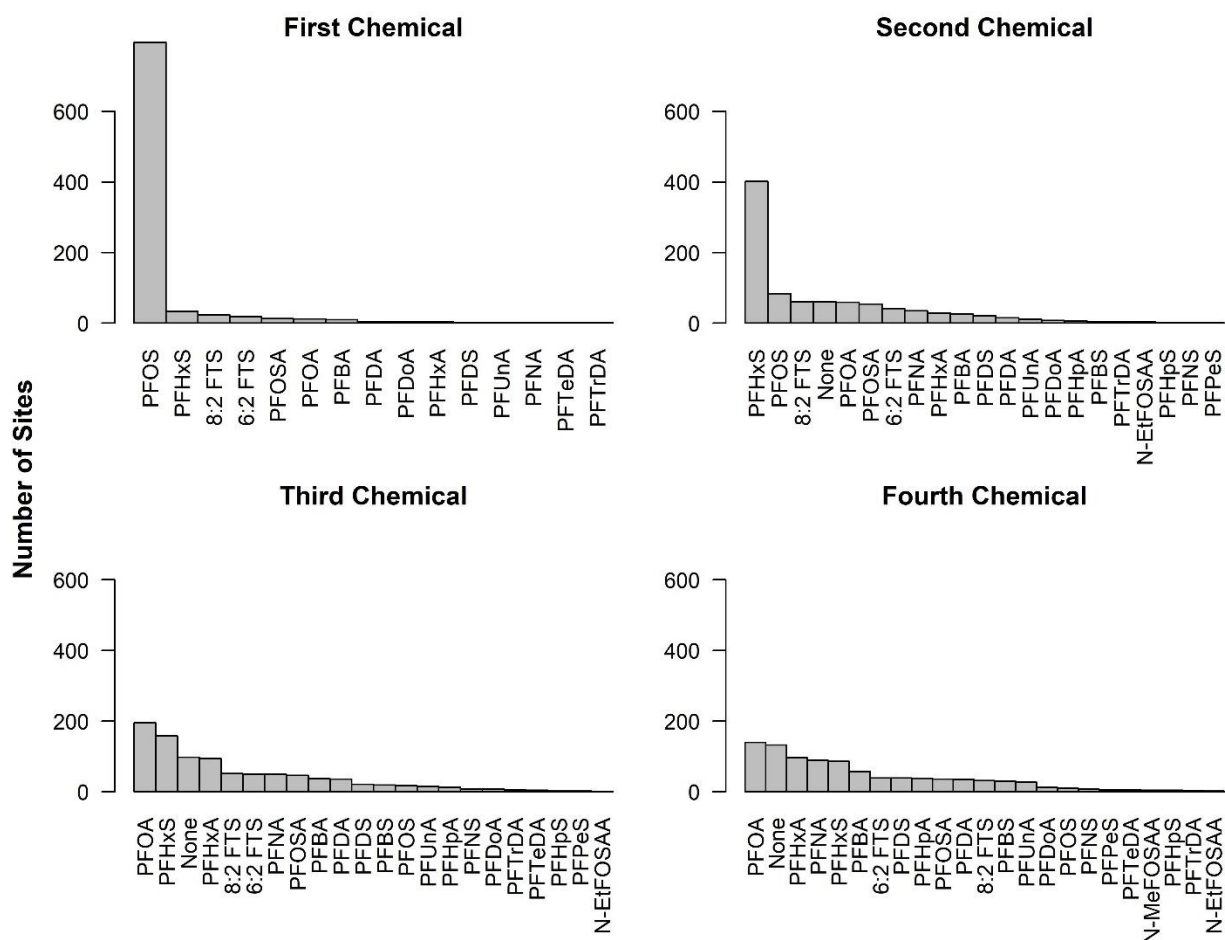 First Chemical
600
400
200
0
PFOS
PFHxS
8:2 FTS
6:2 FTS
PFOSA
PFOA
PFBA
PFDA
PFDoA
PFHxA
PFDS
PFUnA
PFNA
PFTeDA
PFTrDA
Second Chemical
600
400
200
0
PFHxS
PFOS
8:2 FTS
None
PFOA
PFOSA
6:2 FTS
PFNA
PFHxA
PFBA
PFDS
PFDA
PFUnA
PFDoA
PFHpA
PFBS
PFTrDA
N-EtFOSAA
PFHpS
PFNS
PFPeS
Number of Sites
Third Chemical
600
400
200
0
PFOA
PFHxS
None
PFHxA
8:2 FTS
6:2 FTS
PFNA
PFOSA
PFBA
PFDA
PFDS
PFBS
PFOS
PFUnA
PFHpA
PFNS
PFDoA
PFTrDA
PFTeDA
PFHpS
PFPeS
N-EtFOSAA
Fourth Chemical
600
400
200
0
PFOA
None
PFHxA
PFNA
PFHxS
PFBA
6:2 FTS
PFDS
PFHpA
PFOSA
PFDA
8:2 FTS
PFBS
PFUnA
PFDoA
PFOS
PFNS
PFPeS
PFTeDA
N-MeFOSAA
PFHpS
PFTrDA
N-EtFOSAA